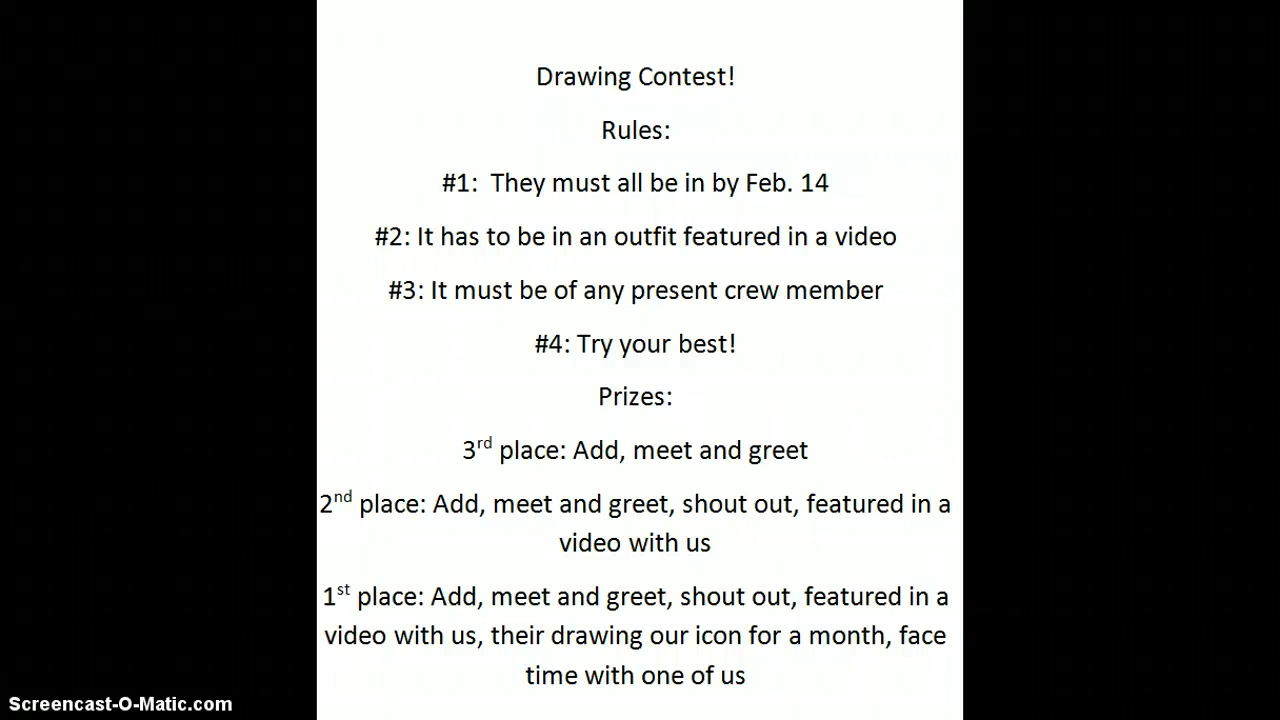 Drawing Contest!
Rules:
#1:  They must all be in by Feb. 14
#2: It has to be in an outfit featured in a video
#3: It must be of any present crew member
#4: Try your best!
Prizes:
3rd place: Add, meet and greet
2nd place: Add, meet and greet, shout out, featured in a
video with us
1st place: Add, meet and greet, shout out, featured in a
video with us, their drawing our icon for a month, face
time with one of us
Screencast-O-Matic.com